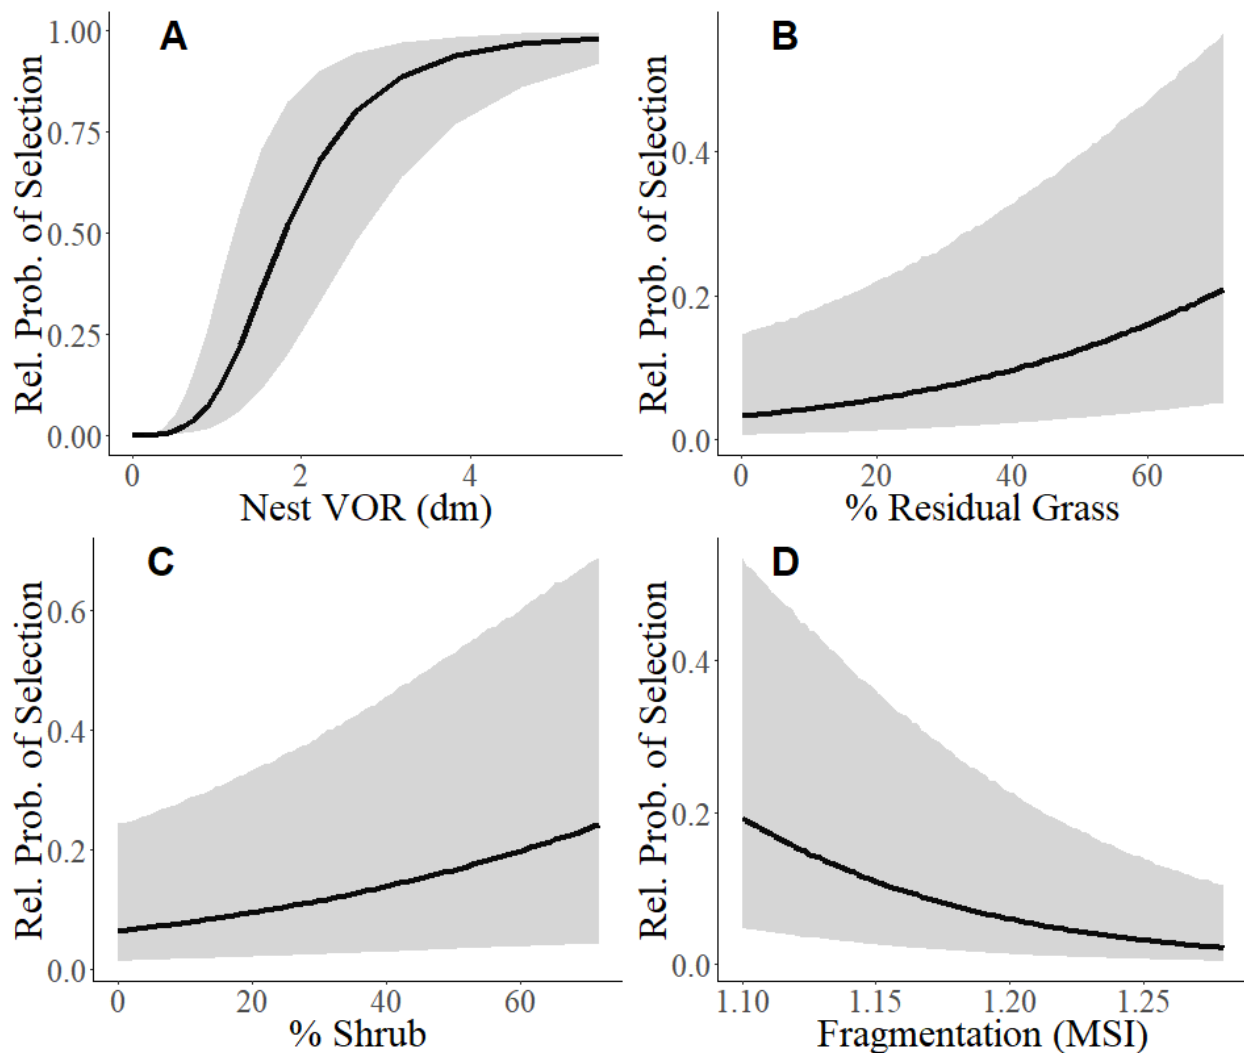 A
Rel. Prob. of Selection
1.00
0.75
0.50
0.25
0.00
0 2 4
Nest VOR (dm)
B
Rel. Prob. of Selection
0.4
0.2
0.0
0 20 40 60
% Residual Grass
C
Rel. Prob. of Selection
0.6
0.4
0.2
0.0
0 20 40 60
% Shrub
D
Rel. Prob. of Selection
0.4
0.2
0.0
1.10 1.15 1.20 1.25
Fragmentation (MSI)